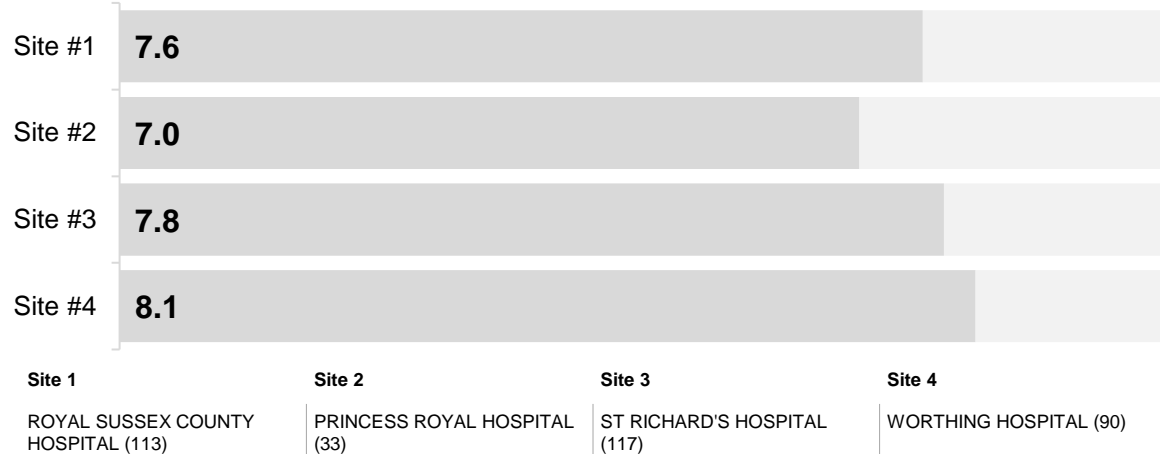 Site #1 7.6
Site #2 7.0
Site #3 7.8
Site #4 8.1
Site 1 Site 2 Site 3 Site 4
ROYAL SUSSEX COUNTY
HOSPITAL (113)
PRINCESS ROYAL HOSPITAL
(33)
ST RICHARD'S HOSPITAL
(117)
WORTHING HOSPITAL (90)